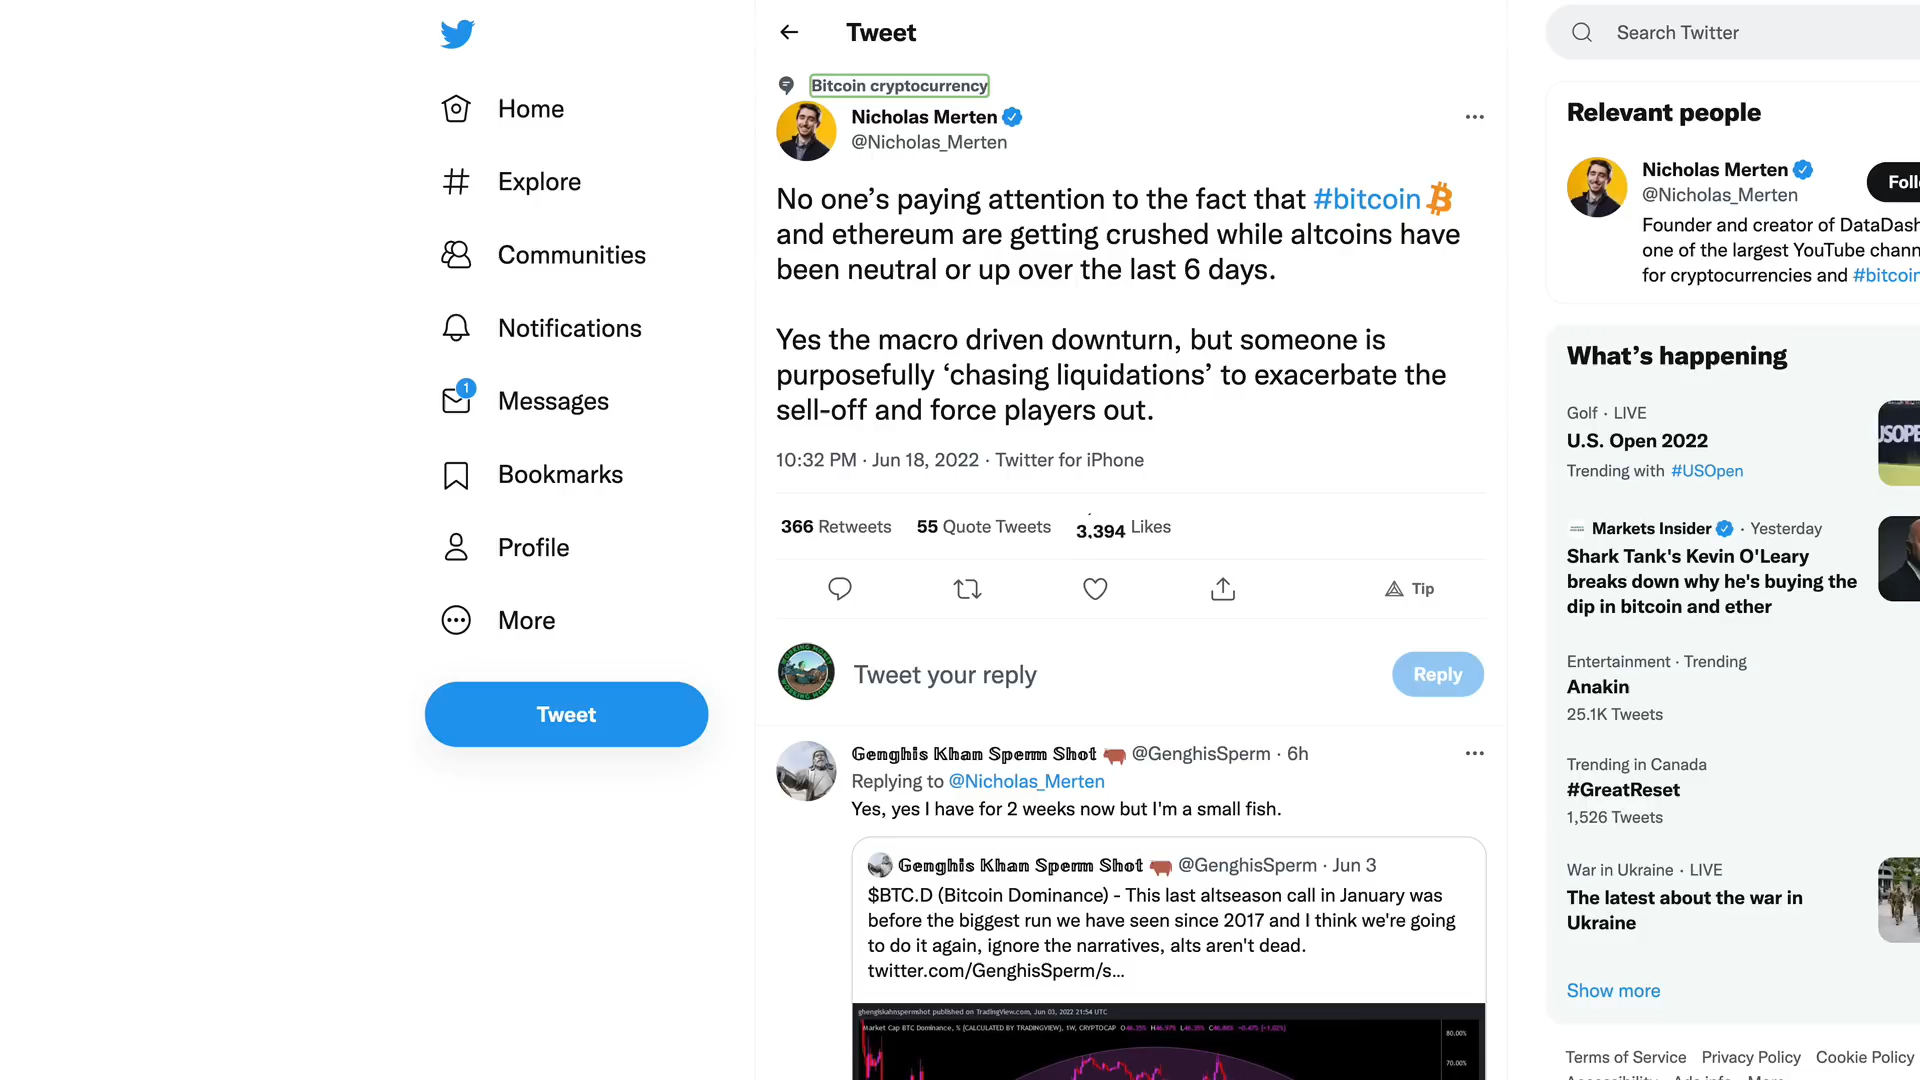 Home
Explore
Communities
Notifications
1
Messages
Bookmarks
Profile
More
Tweet
Tweet
Bitcoin cryptocurrency
Nicholas Merten
@Nicholas_Merten
No one’s paying attention to the fact that #bitcoin
and ethereum are getting crushed while altcoins have
been neutral or up over the last 6 days.
Yes the macro driven downturn, but someone is
purposefully ‘chasing liquidations’ to exacerbate the
sell-off and force players out.
10:32 PM · Jun 18, 2022 · Twitter for iPhone
366 Retweets 55 Quote Tweets 3,394 Likes
Tip
Tweet your reply
Reply
𝔾enghis 𝕂han 𝕊perm 𝕊hot @GenghisSperm · 6h
Replying to @Nicholas_Merten
Yes, yes I have for 2 weeks now but I'm a small fish.
𝔾enghis 𝕂han 𝕊perm 𝕊hot @GenghisSperm · Jun 3
$BTC.D (Bitcoin Dominance) - This last altseason call in January was
before the biggest run we have seen since 2017 and I think we're going
to do it again, ignore the narratives, alts aren't dead.
twitter.com/GenghisSperm/s...
ghengiskahnspermshot published on TradingView.com, Jun 03, 2022 21:54 UTC
Market Cap BTC Dominance, % (CALCULATED BY TRADINGVIEW), 1W, CRYPTOCAP
80.00%
70.00%
Search Twitter
Relevant people
Nicholas Merten
@Nicholas_Merten
Foll
Founder and creator of DataDash
one of the largest YouTube chann
for cryptocurrencies and #bitcoin
What’s happening
Golf · LIVE
U.S. Open 2022
Trending with #USOpen
Markets Insider · Yesterday
Shark Tank's Kevin O'Leary
breaks down why he's buying the
dip in bitcoin and ether
Entertainment · Trending
Anakin
25.1K Tweets
Trending in Canada
#GreatReset
1,526 Tweets
War in Ukraine · LIVE
The latest about the war in
Ukraine
Show more
Terms of Service Privacy Policy Cookie Policy